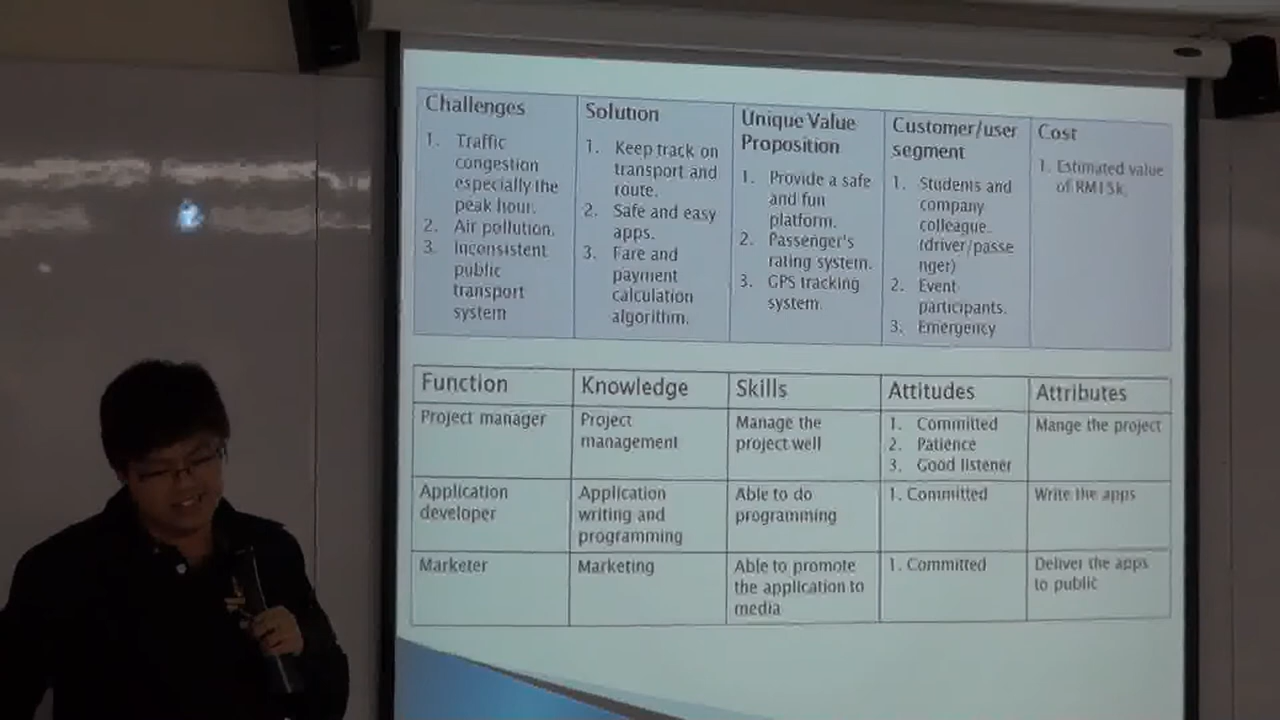 Challenges
1. Traffic
congestion
especially the
peak hour.
2. Air pollution.
3. Inconsistent
public
transport
system
Solution
1. Keep track on
transport and
route.
2. Safe and easy
apps.
3. Fare and
payment
calculation
algorithm.
Unique Value
Proposition
1. Provide a safe
and fun
platform.
2. Passenger's
rating system.
3. GPS tracking
system.
Customer/user
segment
1. Students and
company
colleague.
(driver/passe
nger)
2. Event
participants.
3. Emergency
Cost
1. Estimated value
of RM15k.
Function Knowledge Skills Attitudes Attributes
Project manager
Project
management
Manage the
project well
1. Committed
2. Patience
3. Good listener
Mange the project
Application
developer
Application
writing and
programming
Able to do
programming
1. Committed
Write the apps
Marketer
Marketing
Able to promote
the application to
media
1. Committed
Deliver the apps
to public